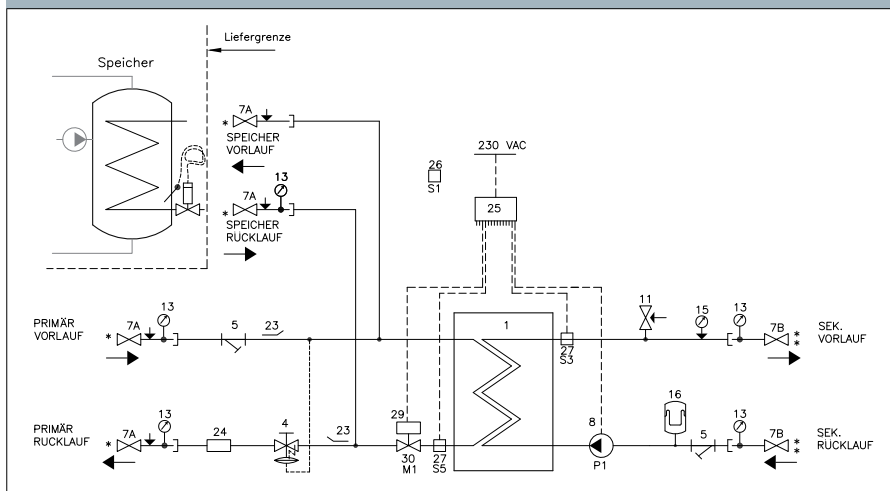 Liefergrenze
Speicher
7A
*
SPEICHER
VORLAUF
230 VAC
26
S1
13
7A
*
SPEICHER
RÜCKLAUF
25
PRIMÄR
VORLAUF
*
7A
13
5
23
1
27
S3
11
15
13
7B
*
*
SEK.
VORLAUF
PRIMÄR
RUCKLAUF
*
7A
13
24
4
23
29
30
M1
27
S5
8
P1
16
5
13
7B
*
*
SEK.
RÜCKLAUF